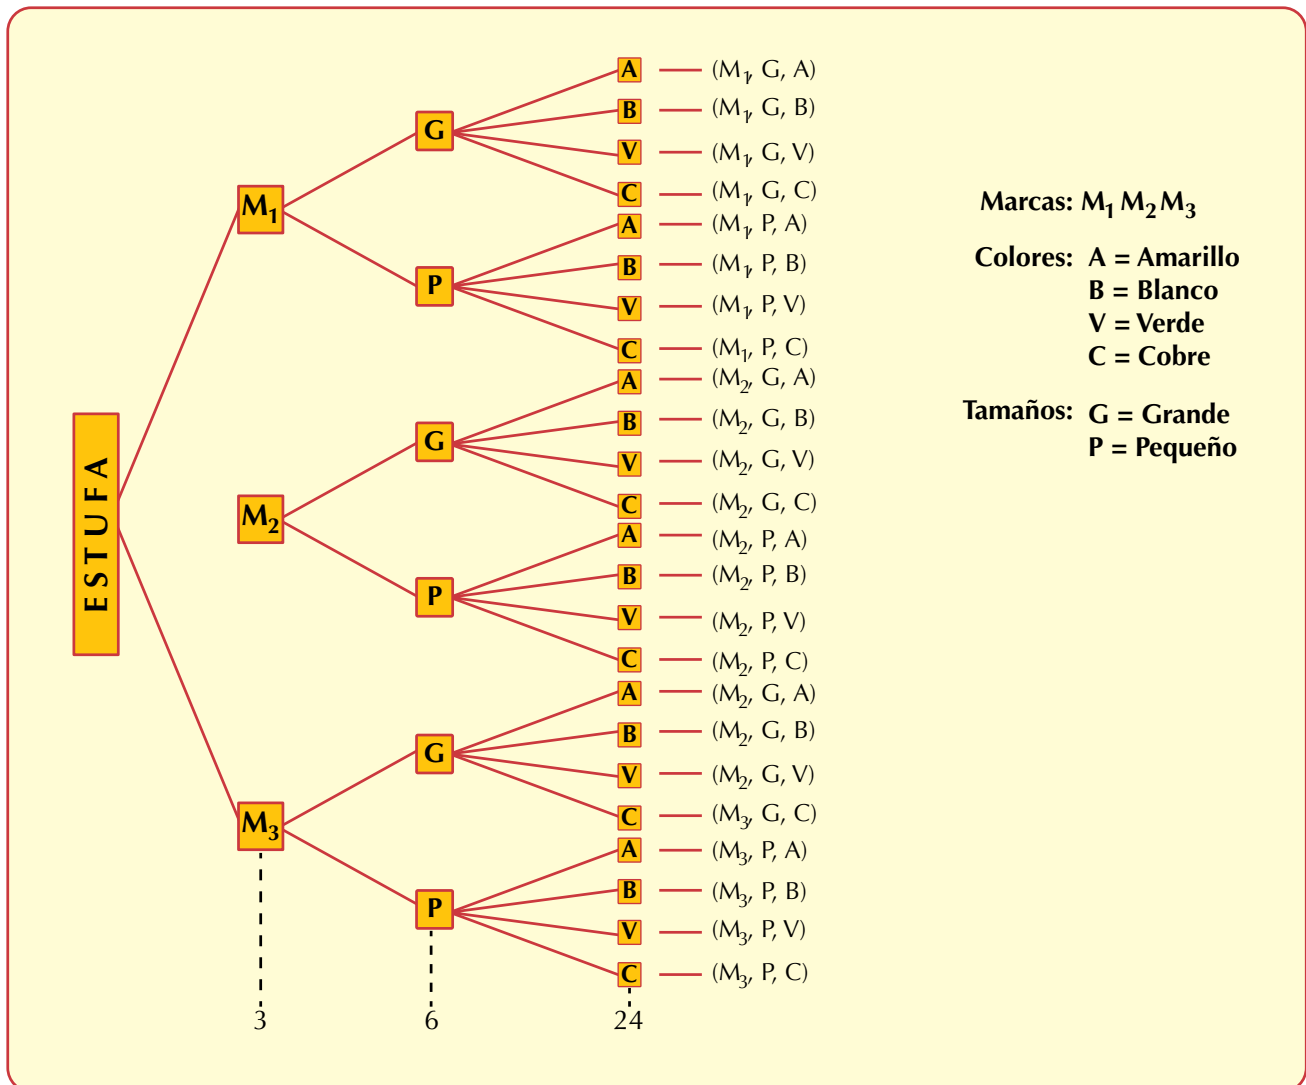 ESTUFA
M1
M2
M3
G
P
G
P
G
P
A (M1, G, A)
B (M1, G, B)
V (M1, G, V)
C (M1, G, C)
A (M1, P, A)
B (M1, P, B)
V (M1, P, V)
C (M1, P, C)
A (M2, G, A)
B (M2, G, B)
V (M2, G, V)
C (M2, G, C)
A (M2, P, A)
B (M2, P, B)
V (M2, P, V)
C (M2, P, C)
A (M2, G, A)
B (M2, G, B)
V (M2, G, V)
C (M3, G, C)
A (M3, P, A)
B (M3, P, B)
V (M3, P, V)
C (M3, P, C)
3 6 24
Marcas: M1 M2 M3
Colores: A = Amarillo
B = Blanco
V = Verde
C = Cobre
Tamaños: G = Grande
P = Pequeño